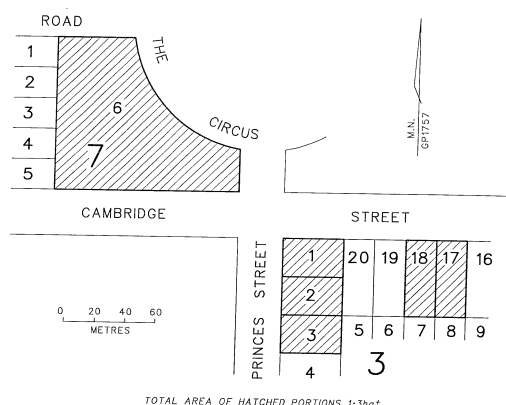 ROAD
1
2
3
4
5
6
7
THE
CIRCUS
M.N.
GP1757
CAMBRIDGE STREET
PRINCES STREET
0 20 40 60
METRES
1 20 19 18 17 16
2
3 5 6 7 8 9
4 3
TOTAL AREA OF HATCHED PORTIONS 1·3ha±